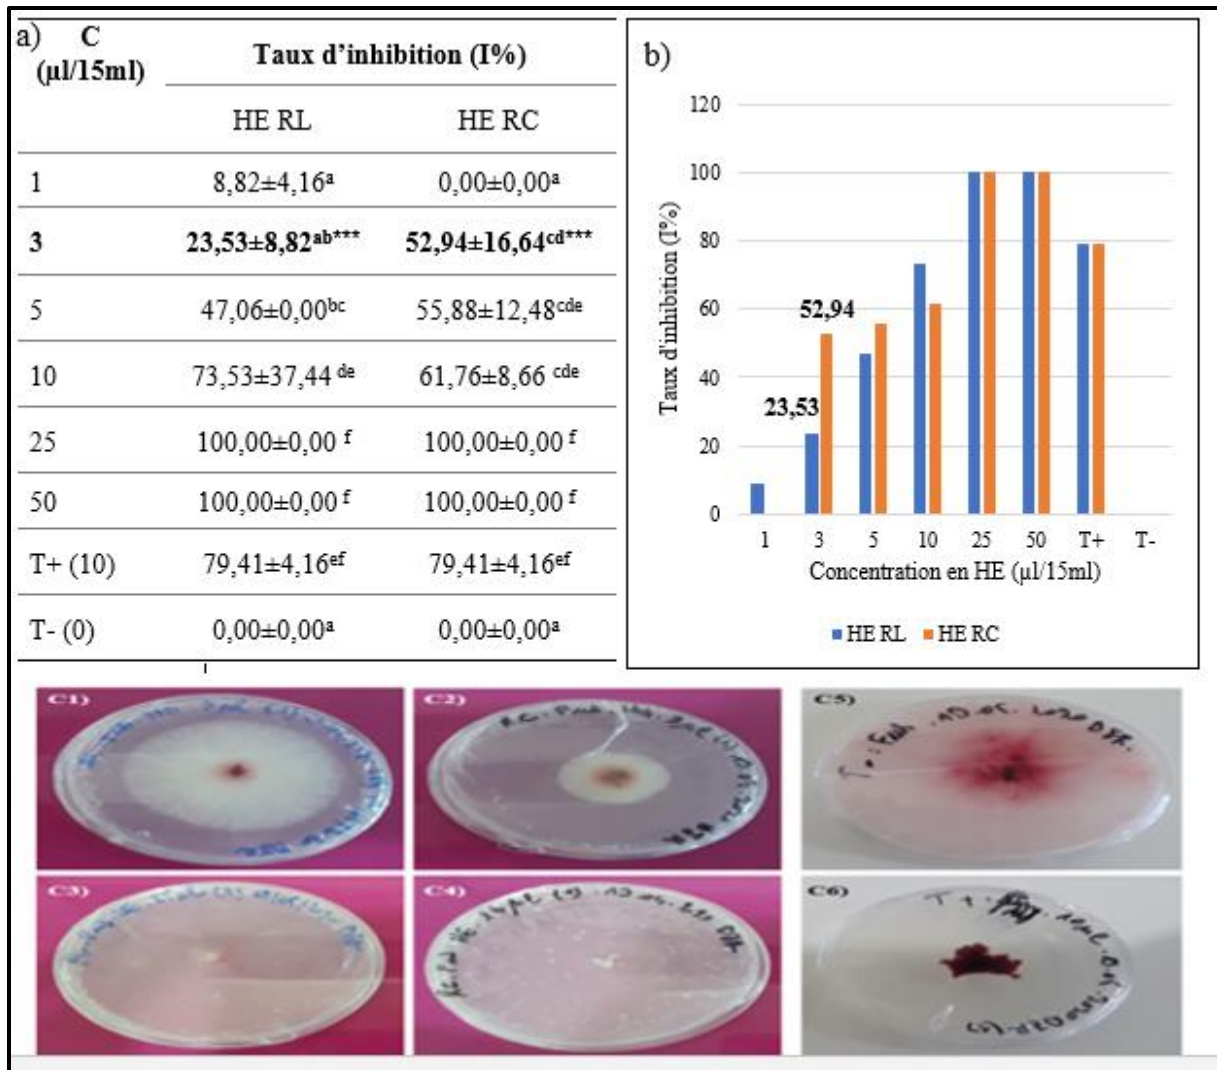 a) C
(µl/15ml)
Taux d’inhibition (I%)
HE RL HE RC
1 8,82±4,16ª 0,00±0,00ª
3 23,53±8,82ᵃᵇ*** 52,94±16,64ᶜᵈ***
5 47,06±0,00ᵇᶜ 55,88±12,48ᶜᵈᵉ
10 73,53±37,44 ᵈᵉ 61,76±8,66 ᶜᵈᵉ
25 100,00±0,00 ᶠ 100,00±0,00 ᶠ
50 100,00±0,00 ᶠ 100,00±0,00 ᶠ
T+ (10) 79,41±4,16ᵉᶠ 79,41±4,16ᵉᶠ
T- (0) 0,00±0,00ª 0,00±0,00ª
b)
Taux d'inhibition (I%)
120
100
80
60
40
20
0
52,94
23,53
1 3 5 10 25 50 T+ T-
Concentration en HE (µl/15ml)
HE RL HE RC
C1) C2) C5)
C3) C4) C6)